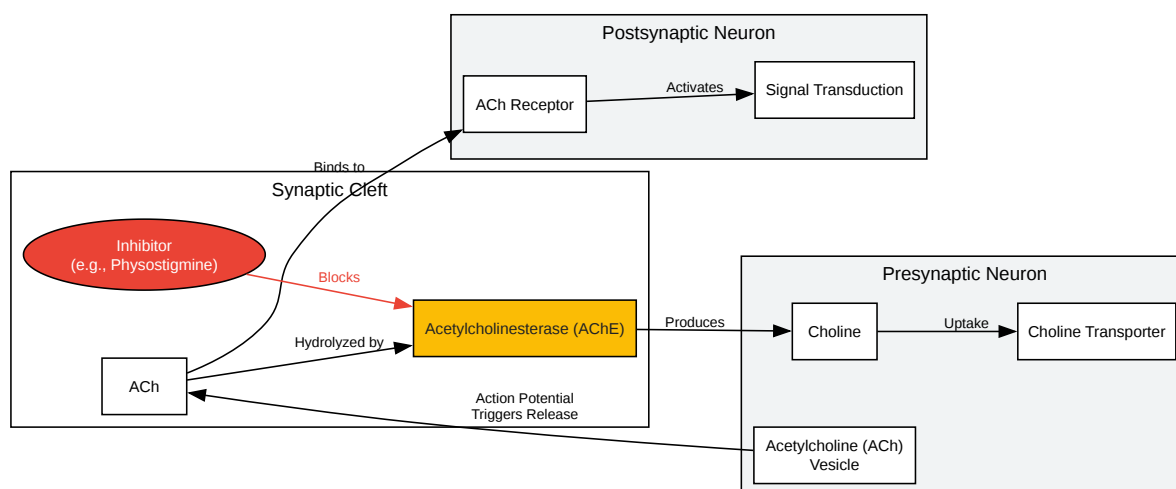 Postsynaptic Neuron
ACh Receptor
Activates
Signal Transduction
Binds to
Synaptic Cleft
Inhibitor
(e.g., Physostigmine)
Blocks
Acetylcholinesterase (AChE)
Hydrolyzed by
ACh
Presynaptic Neuron
Produces
Choline
Uptake
Choline Transporter
Action Potential
Triggers Release
Acetylcholine (ACh)
Vesicle